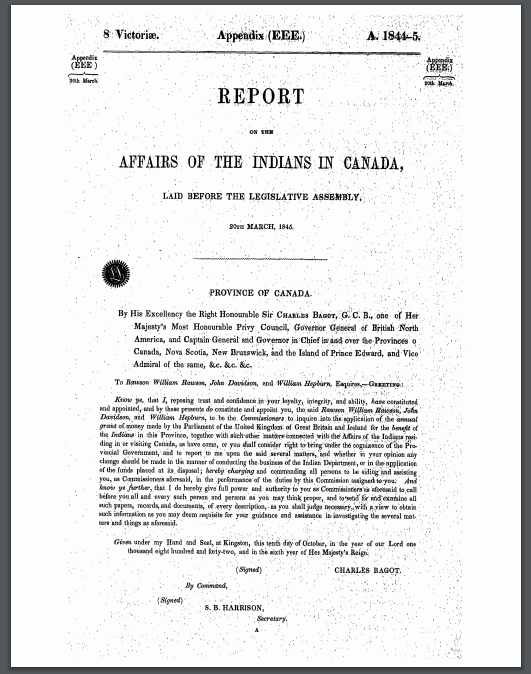 8 Victoriæ. Appendix (EEE.) A. 1844-5.
Appendix
(EEE )
20th March.
Appendix
(EEE.)
20th March.
REPORT
ON THE
AFFAIRS OF THE INDIANS IN CANADA,
LAID BEFORE THE LEGISLATIVE ASSEMBLY,
20TH MARCH, 1845.
PROVINCE OF CANADA.
By His Excellency the Right Honourable Sir CHARLES BAGOT, G. C. B., one of Her
Majesty's Most Honourable Privy Council, Governor General of British North
America, and Captain General and Governor in Chief in and over the Provinces o
Canada, Nova Scotia, New Brunswick, and the Island of Prince Edward, and Vice
Admiral of the same, &c. &c. &c.
To Rawson William Rawson, John Davidson, and William Hepburn, Esquires,—GREETING:
Know ye, that I, reposing trust and confidence in your loyalty, integrity, and ability, have constituted
and appointed, and by these presents do constitute and appoint you, the said Rawson William Rawson, John
Davidson, and William Hepburn, to be the Commissioners to inquire into the application of the annual
grant of money made by the Parliament of the United Kingdom of Great Britain and Ireland for the benefit of
the Indians in this Province, together with such other matters connected with the Affairs of the Indians resi-
ding in or visiting Canada, as have come, or you shall consider right to bring under the cognizance of the Pro-
vincial Government, and to report to me upon the said several matters, and whether in your opinion any
change should be made in the manner of conducting the business of the Indian Department, or in the application
of the funds placed at its disposal; hereby charging and commanding all persons to be aiding and assisting
you, as Commissioners aforesaid, in the performance of the duties by this Commission assigned to you. And
know ye further, that I do hereby give full power and authority to you as Commissioners as aforesaid to call
before you all and every such person and persons as you may think proper, and to send for and examine all
such papers, records, and documents, of every description, as you shall judge necessary, with a view to obtain
such information as you may deem requisite for your guidance and assistance in investigating the several mat-
ters and things as aforesaid.
Given under my Hand and Seal, at Kingston, this tenth day of October, in the year of our Lord one
thousand eight hundred and forty-two, and in the sixth year of Her Majesty's Reign.
(Signed) CHARLES BAGOT.
By Command,
(Signed)
S. B. HARRISON,
Secretary.
A